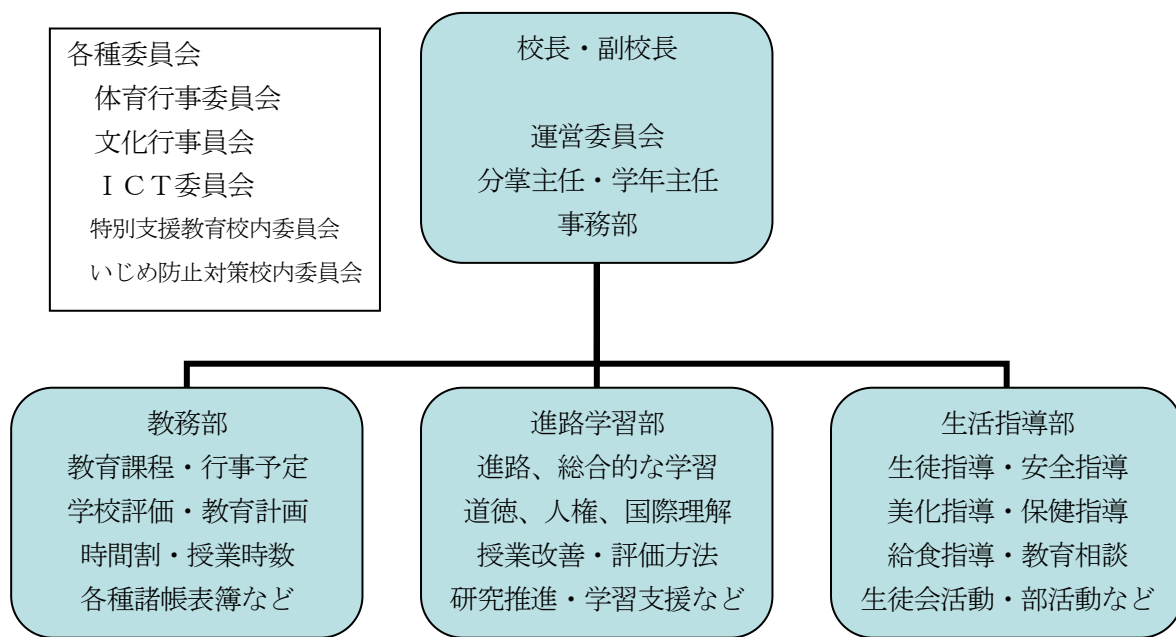 各種委員会
体育行事委員会
文化行事員会
ＩＣＴ委員会
特別支援教育校内委員会
いじめ防止対策校内委員会
校長・副校長
運営委員会
分掌主任・学年主任
事務部
教務部
教育課程・行事予定
学校評価・教育計画
時間割・授業時数
各種諸帳表簿など
進路学習部
進路、総合的な学習
道徳、人権、国際理解
授業改善・評価方法
研究推進・学習支援など
生活指導部
生徒指導・安全指導
美化指導・保健指導
給食指導・教育相談
生徒会活動・部活動など